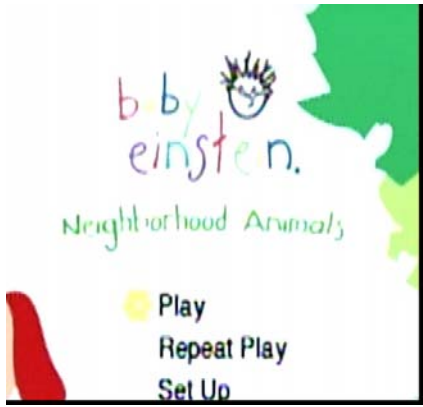 baby
einstein.
Neighborhood Animals
Play
Repeat Play
Set Up